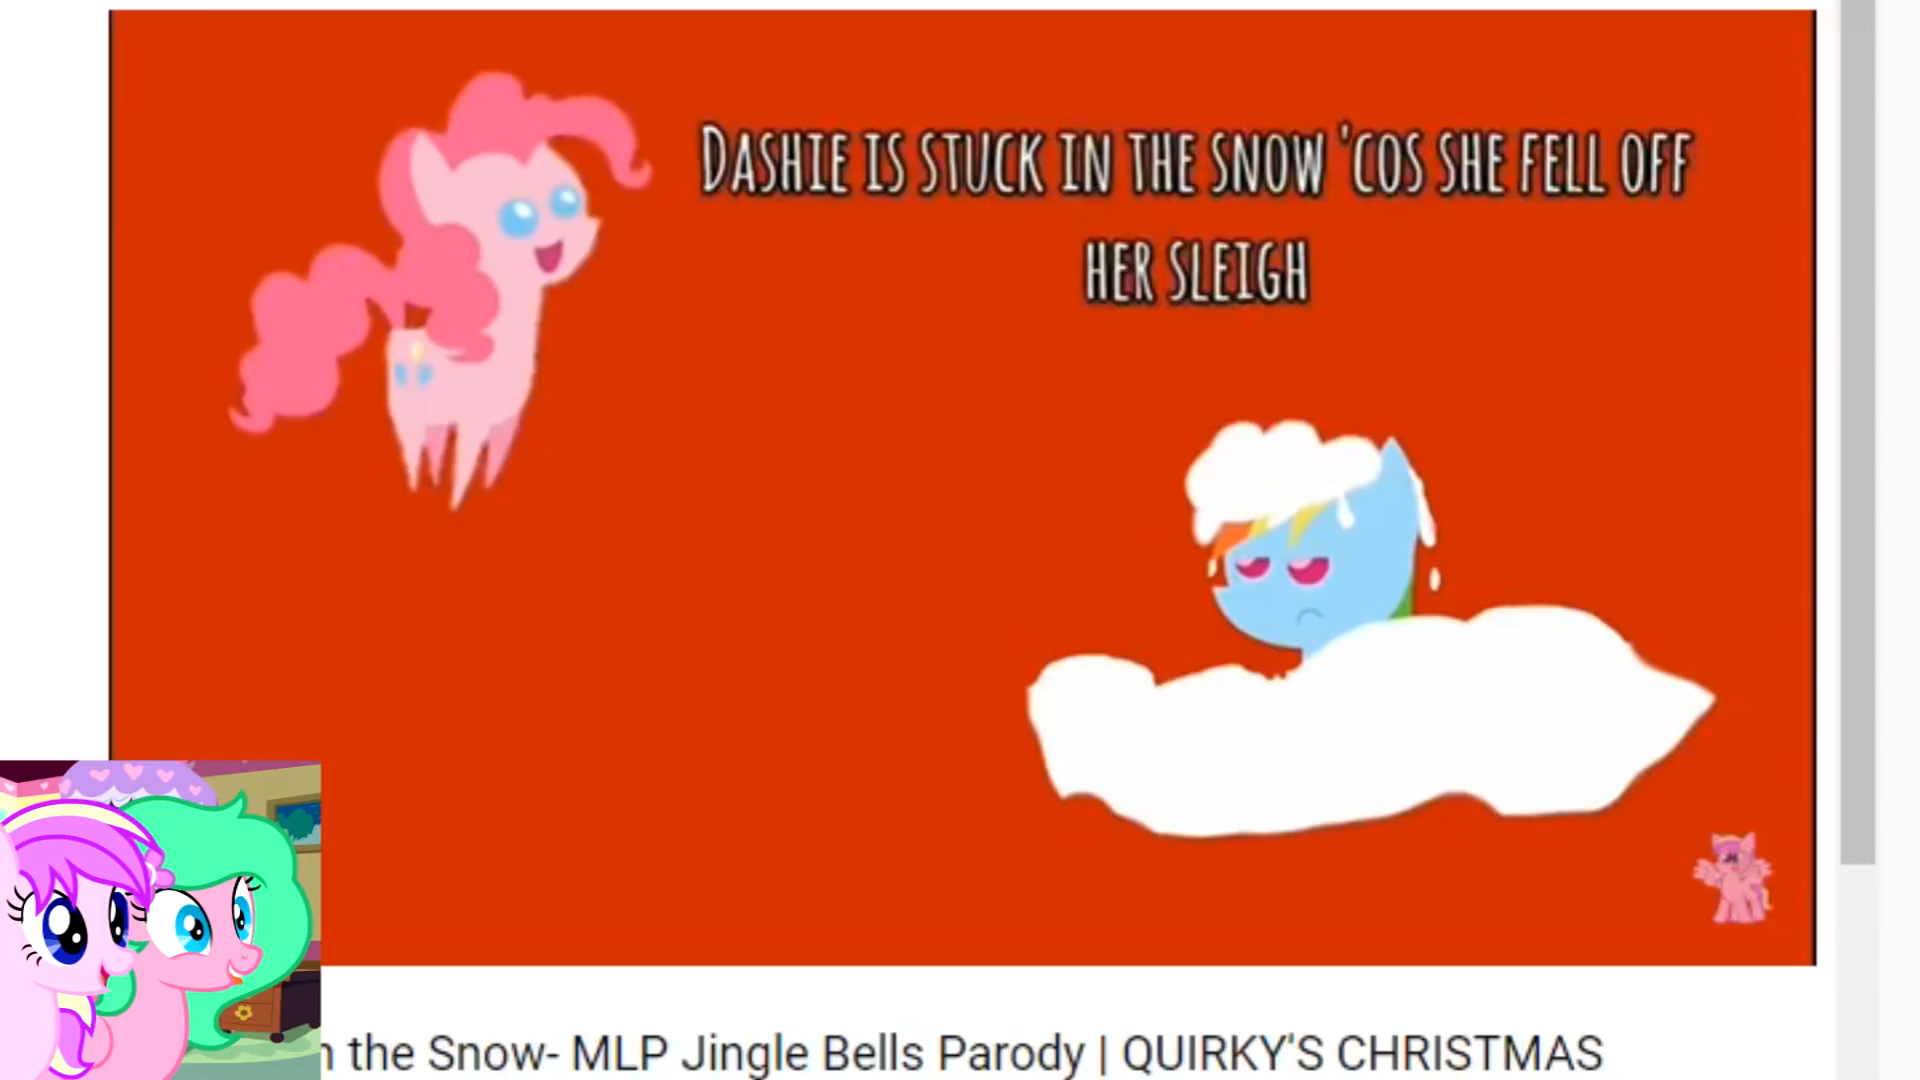 DASHIE IS STUCK IN THE SNOW 'COS SHE FELL OFF
HER SLEIGH
the Snow- MLP Jingle Bells Parody | QUIRKY'S CHRISTMAS